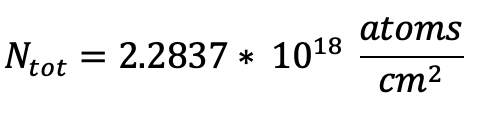 N_tot = 2.2837 * 10^18 atoms/cm^2